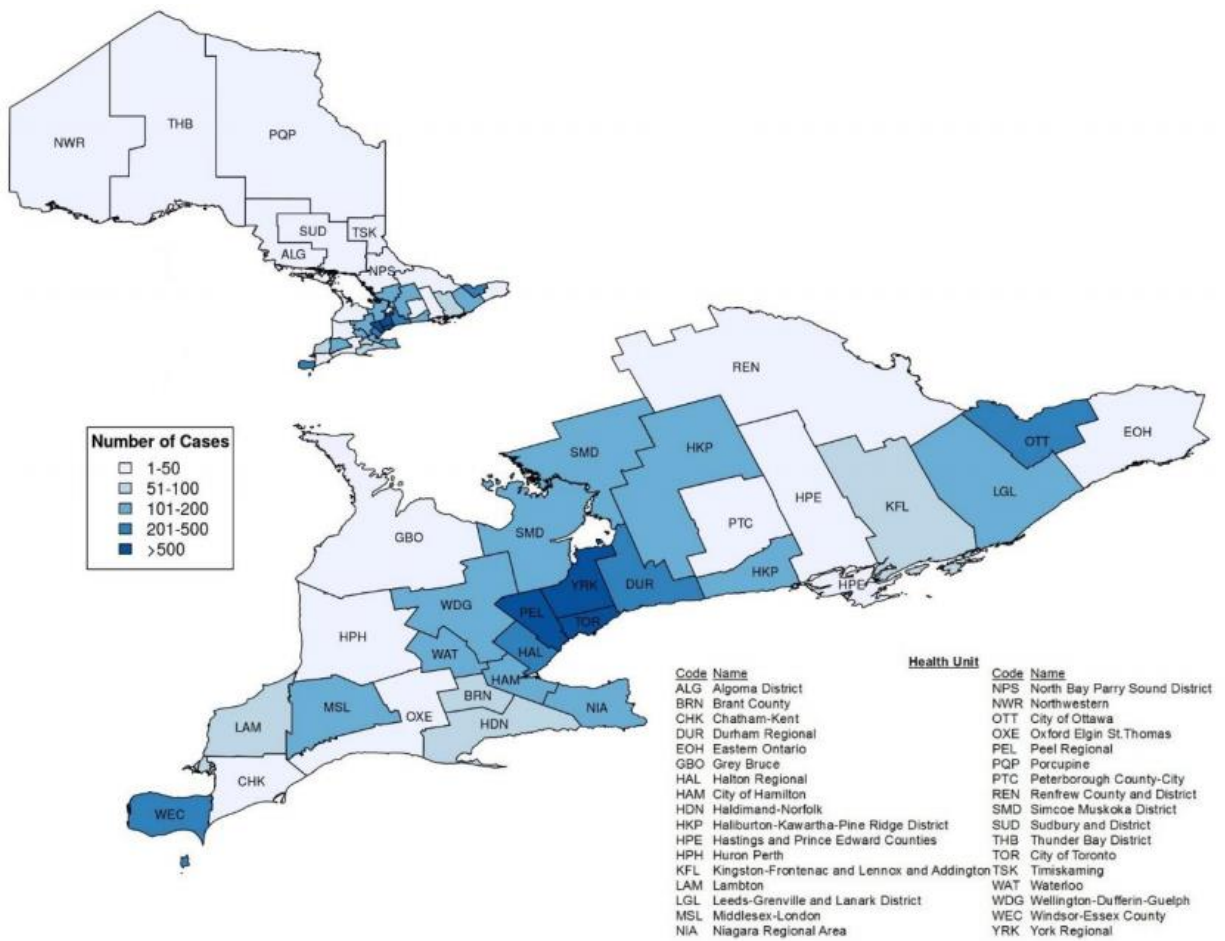 NWR
THB
PQP
SUD
TSK
ALG
NPS
REN
OTT
EOH
SMD
HKP
HPE
KFL
LGL
PTC
GBO
SMD
HKP
HPE
YRK
DUR
WDG
PEL
TOR
HPH
WAT
HAL
HAM
BRN
NIA
LAM
MSL
OXE
HDN
CHK
WEC
Number of Cases
1-50
51-100
101-200
201-500
>500
Health Unit
Code Name
ALG Algoma District
BRN Brant County
CHK Chatham-Kent
DUR Durham Regional
EOH Eastern Ontario
GBO Grey Bruce
HAL Halton Regional
HAM City of Hamilton
HDN Haldimand-Norfolk
HKP Haliburton-Kawartha-Pine Ridge District
HPE Hastings and Prince Edward Counties
HPH Huron Perth
KFL Kingston-Frontenac and Lennox and Addington
LAM Lambton
LGL Leeds-Grenville and Lanark District
MSL Middlesex-London
NIA Niagara Regional Area
Code Name
NPS North Bay Parry Sound District
NWR Northwestern
OTT City of Ottawa
OXE Oxford Elgin St.Thomas
PEL Peel Regional
PQP Porcupine
PTC Peterborough County-City
REN Renfrew County and District
SMD Simcoe Muskoka District
SUD Sudbury and District
THB Thunder Bay District
TOR City of Toronto
TSK Timiskaming
WAT Waterloo
WDG Wellington-Dufferin-Guelph
WEC Windsor-Essex County
YRK York Regional